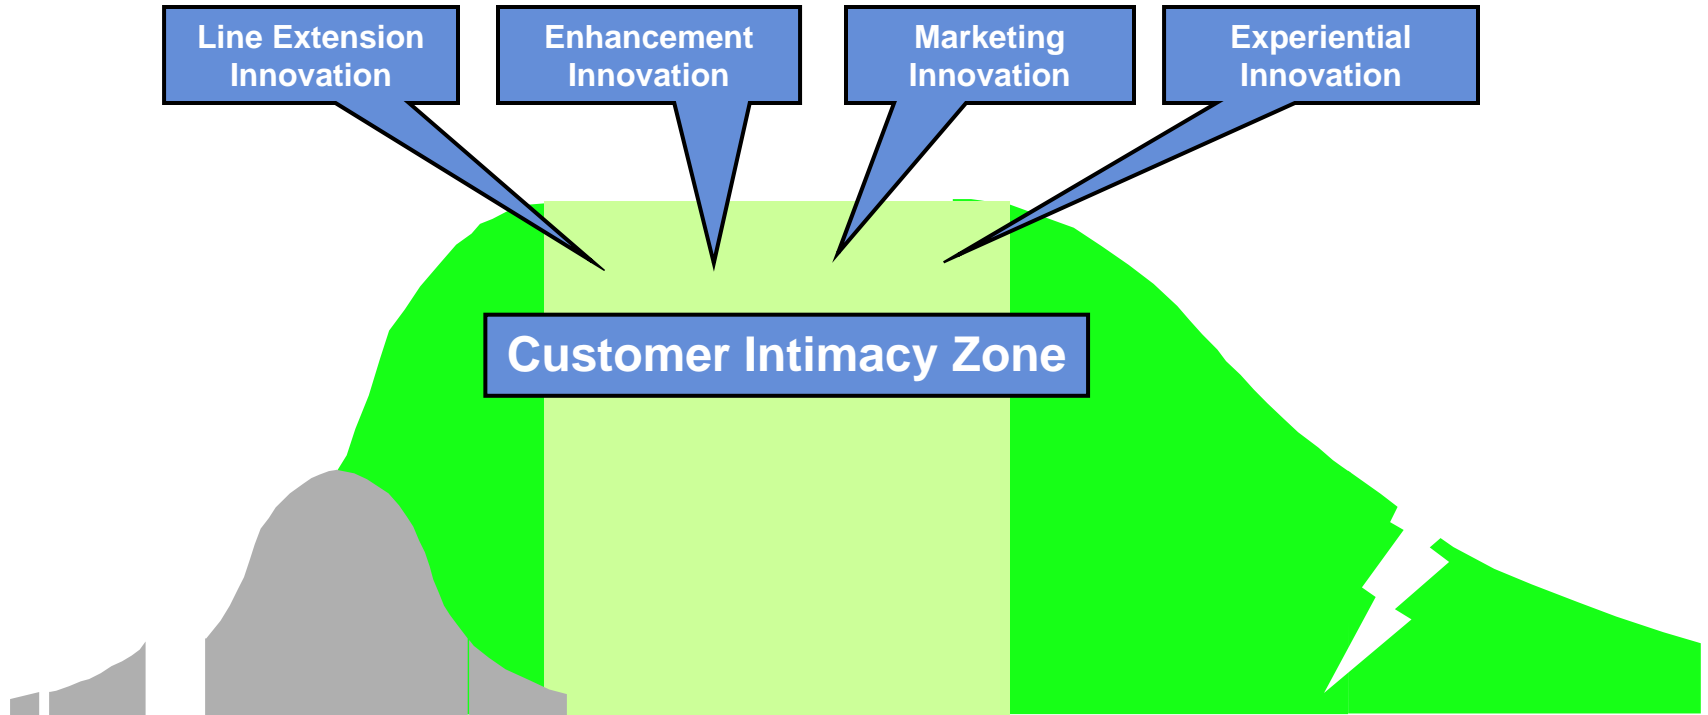 Line Extension
Innovation
Enhancement
Innovation
Marketing
Innovation
Experiential
Innovation
Customer Intimacy Zone